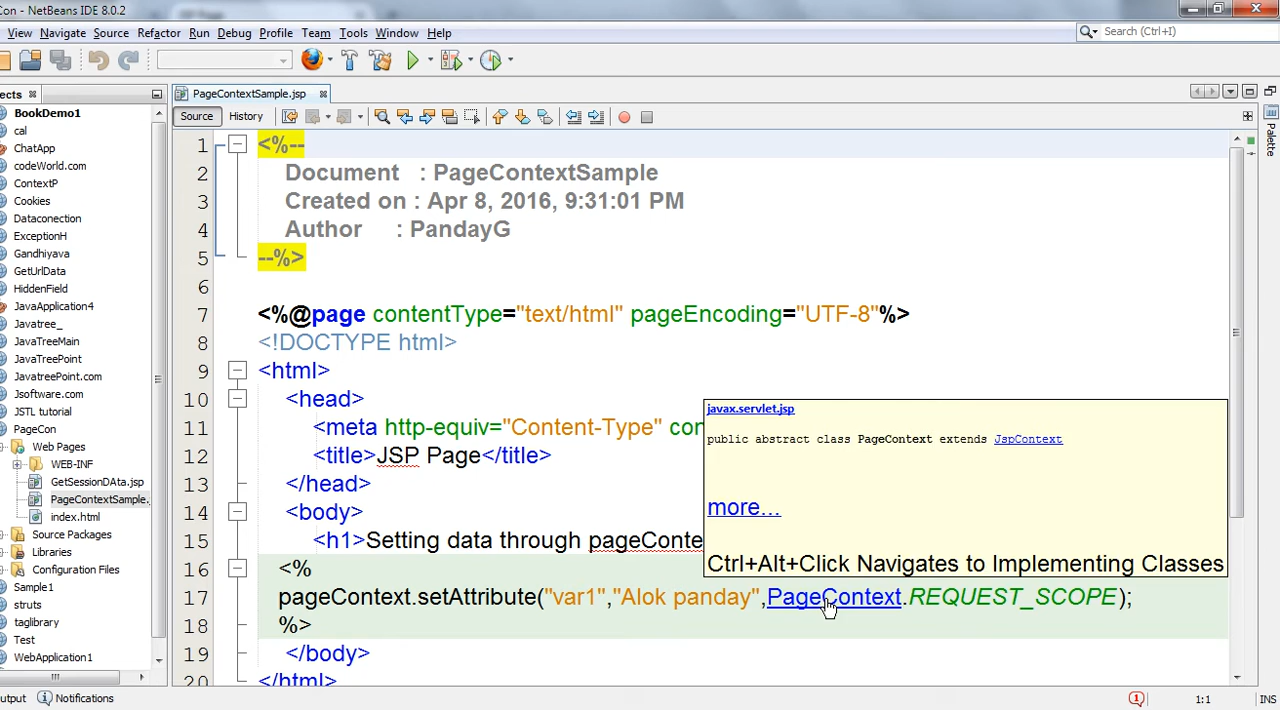 Con - NetBeans IDE 8.0.2
View Navigate Source Refactor Run Debug Profile Team Tools Window Help
Search (Ctrl+I)
ects
PageContextSample.jsp
Source History
Palette
BookDemo1
cal
ChatApp
codeWorld.com
ContextP
Cookies
Dataconection
ExceptionH
Gandhiyava
GetUrlData
HiddenField
JavaApplication4
Javatree_
JavaTreeMain
JavaTreePoint
JavatreePoint.com
Jsoftware.com
JSTL tutorial
PageCon
Web Pages
WEB-INF
GetSessionDAta.jsp
PageContextSample.
index.html
Source Packages
Libraries
Configuration Files
Sample1
struts
taglibrary
Test
WebApplication1
1 <%--
2 Document : PageContextSample
3 Created on : Apr 8, 2016, 9:31:01 PM
4 Author : PandayG
5 --%>
6
7 <%@page contentType="text/html" pageEncoding="UTF-8"%>
8 <!DOCTYPE html>
9 <html>
10 <head>
11 <meta http-equiv="Content-Type" con
12 <title>JSP Page</title>
13 </head>
14 <body>
15 <h1>Setting data through pageConte
16 <%
17 pageContext.setAttribute("var1","Alok panday",PageContext.REQUEST_SCOPE);
18 %>
19 </body>
20 </html>
javax.servlet.jsp
public abstract class PageContext extends JspContext
more...
Ctrl+Alt+Click Navigates to Implementing Classes
utput Notifications
1:1 INS